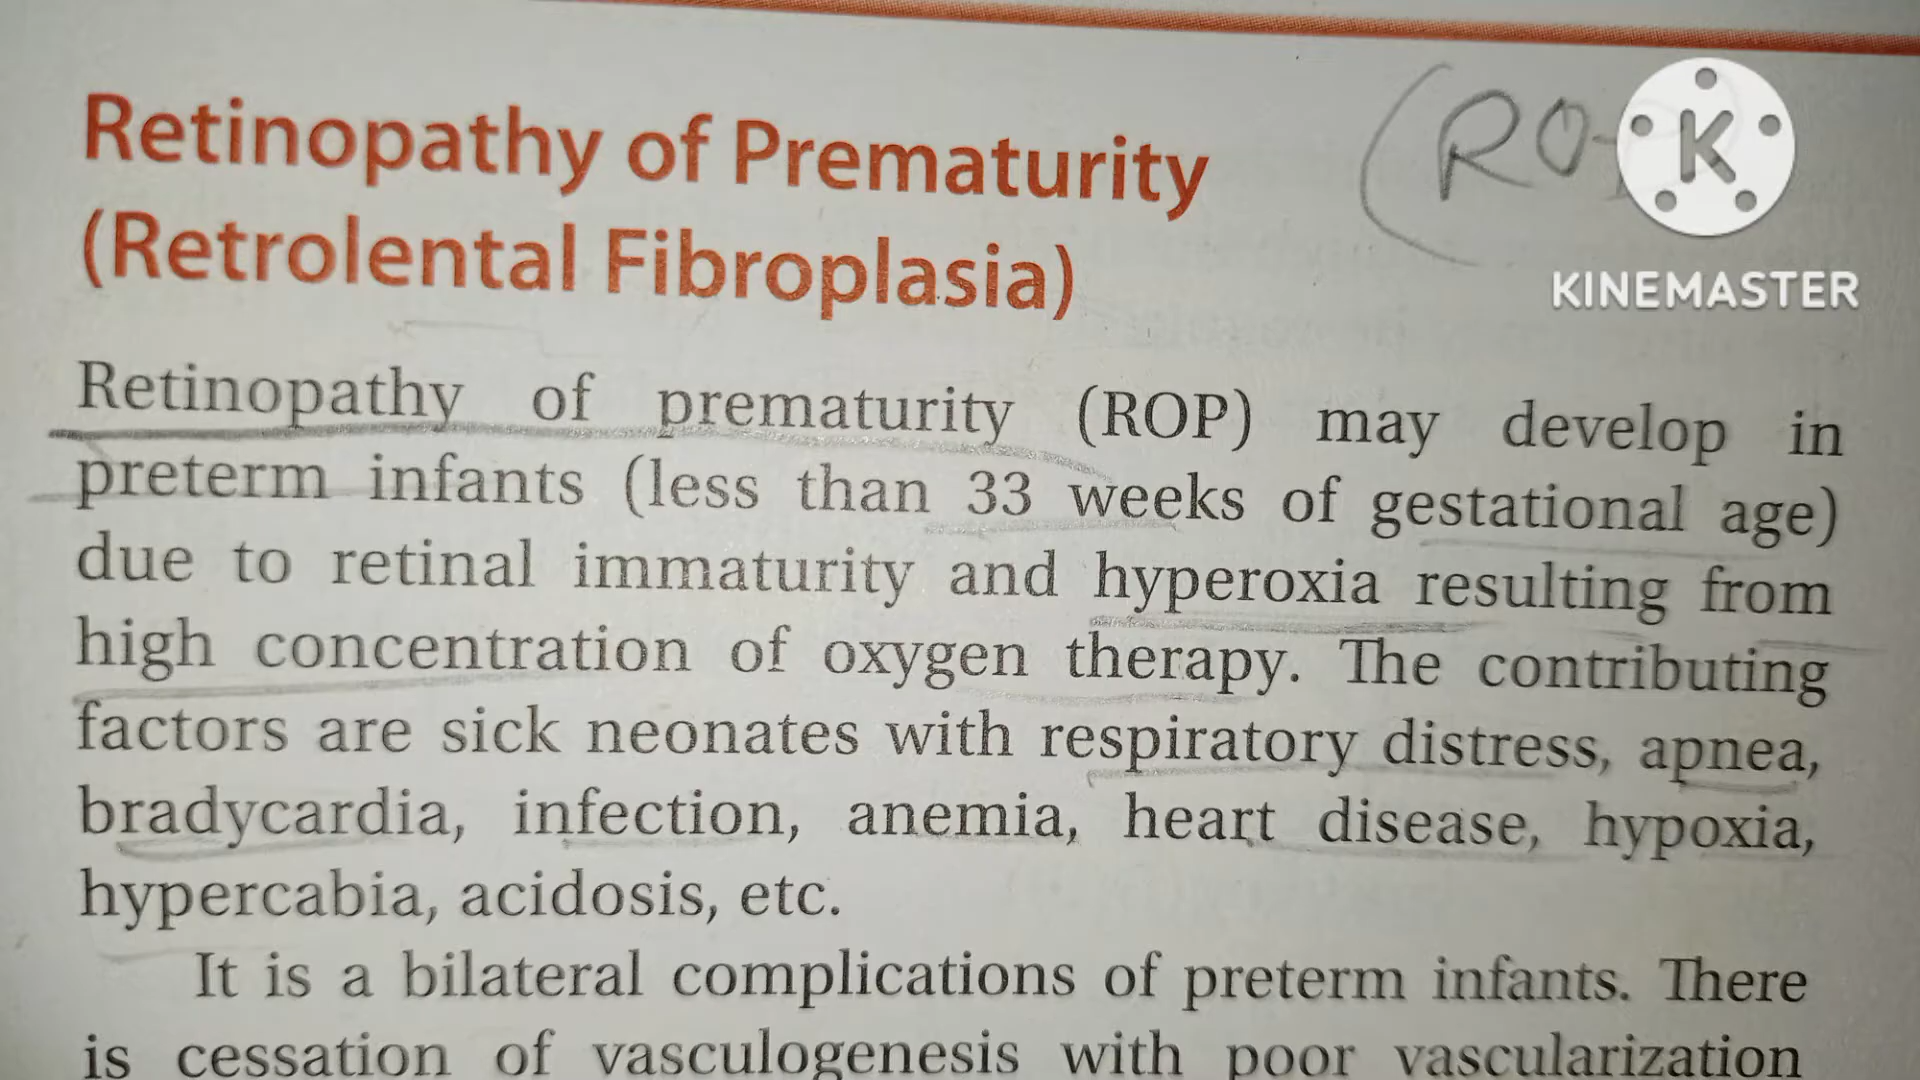 Retinopathy of Prematurity
(Retrolental Fibroplasia)
(RO
K
KINEMASTER
Retinopathy of prematurity (ROP) may develop in
preterm infants (less than 33 weeks of gestational age)
due to retinal immaturity and hyperoxia resulting from
high concentration of oxygen therapy. The contributing
factors are sick neonates with respiratory distress, apnea,
bradycardia, infection, anemia, heart disease, hypoxia,
hypercabia, acidosis, etc.
It is a bilateral complications of preterm infants. There
is cessation of vasculogenesis with poor vascularization